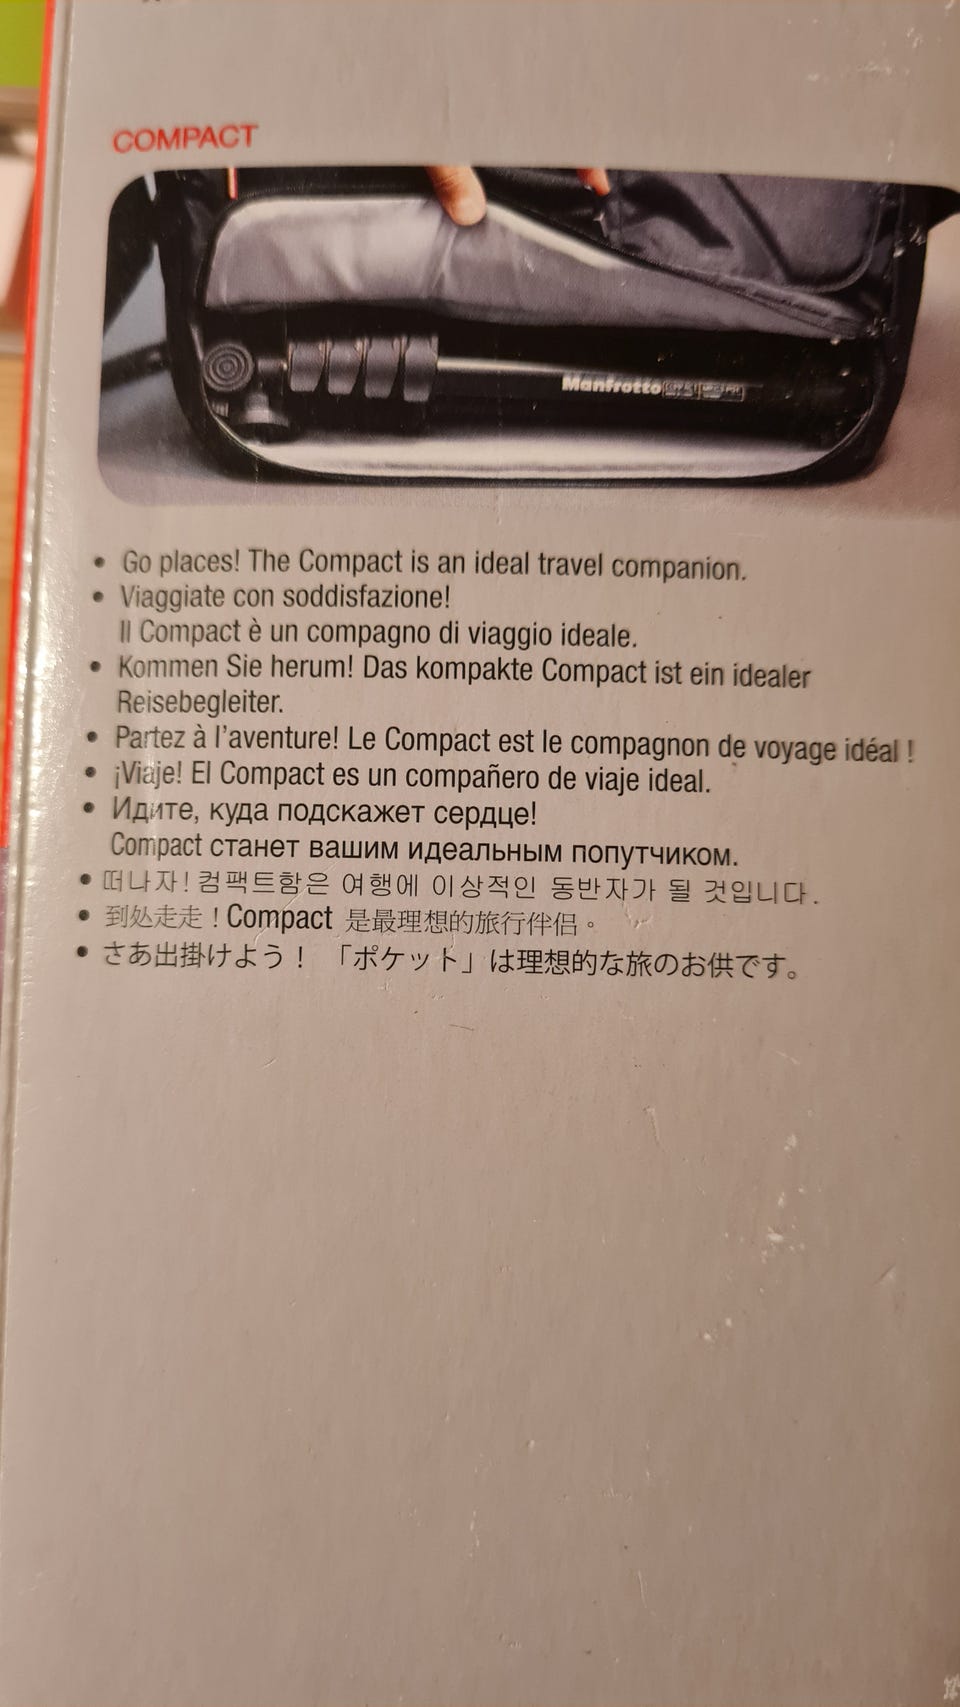 COMPACT
Manfrotto
• Go places! The Compact is an ideal travel companion.
• Viaggiate con soddisfazione!
Il Compact è un compagno di viaggio ideale.
• Kommen Sie herum! Das kompakte Compact ist ein idealer
Reisebegleiter.
• Partez à l'aventure! Le Compact est le compagnon de voyage idéal !
• ¡Viaje! El Compact es un compañero de viaje ideal.
• Идите, куда подскажет сердце!
Compact станет вашим идеальным попутчиком.
• 떠나자! 컴팩트함은 여행에 이상적인 동반자가 될 것입니다.
• 到处走走！Compact 是最理想的旅行伴侣。
• さあ出掛けよう！ 「ポケット」は理想的な旅のお供です。